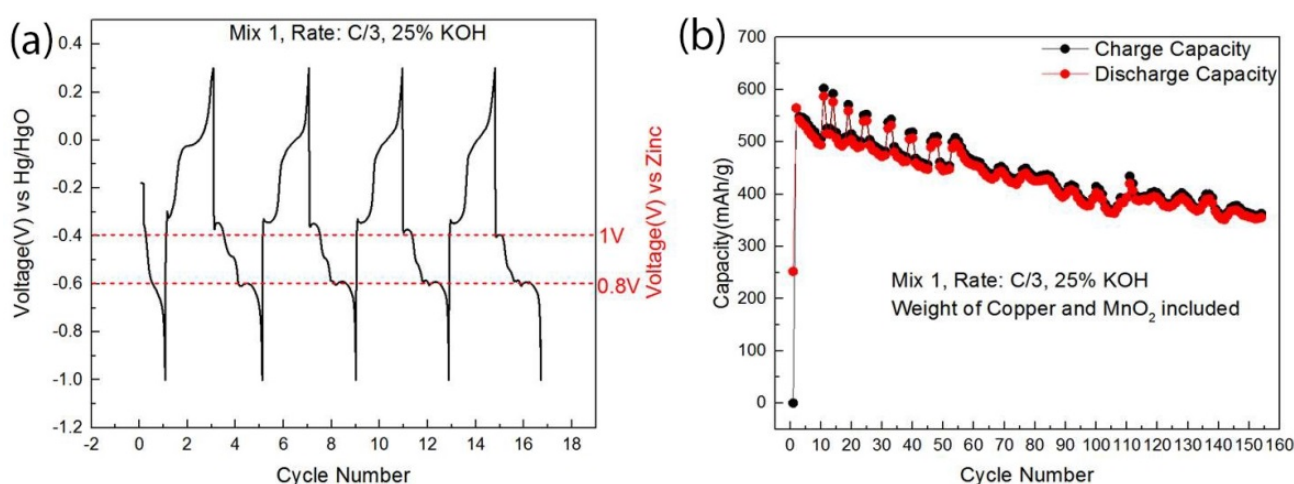 (a)
Mix 1, Rate: C/3, 25% KOH
Voltage(V) vs Hg/HgO
0.4
0.2
0.0
-0.2
-0.4
-0.6
-0.8
-1.0
-1.2
-2 0 2 4 6 8 10 12 14 16 18
Cycle Number
1V
0.8V
Voltage(V) vs Zinc
(b)
Charge Capacity
Discharge Capacity
Capacity(mAh/g)
700
600
500
400
300
200
100
0
Mix 1, Rate: C/3, 25% KOH
Weight of Copper and MnO₂ included
0 10 20 30 40 50 60 70 80 90 100 110 120 130 140 150 160
Cycle Number